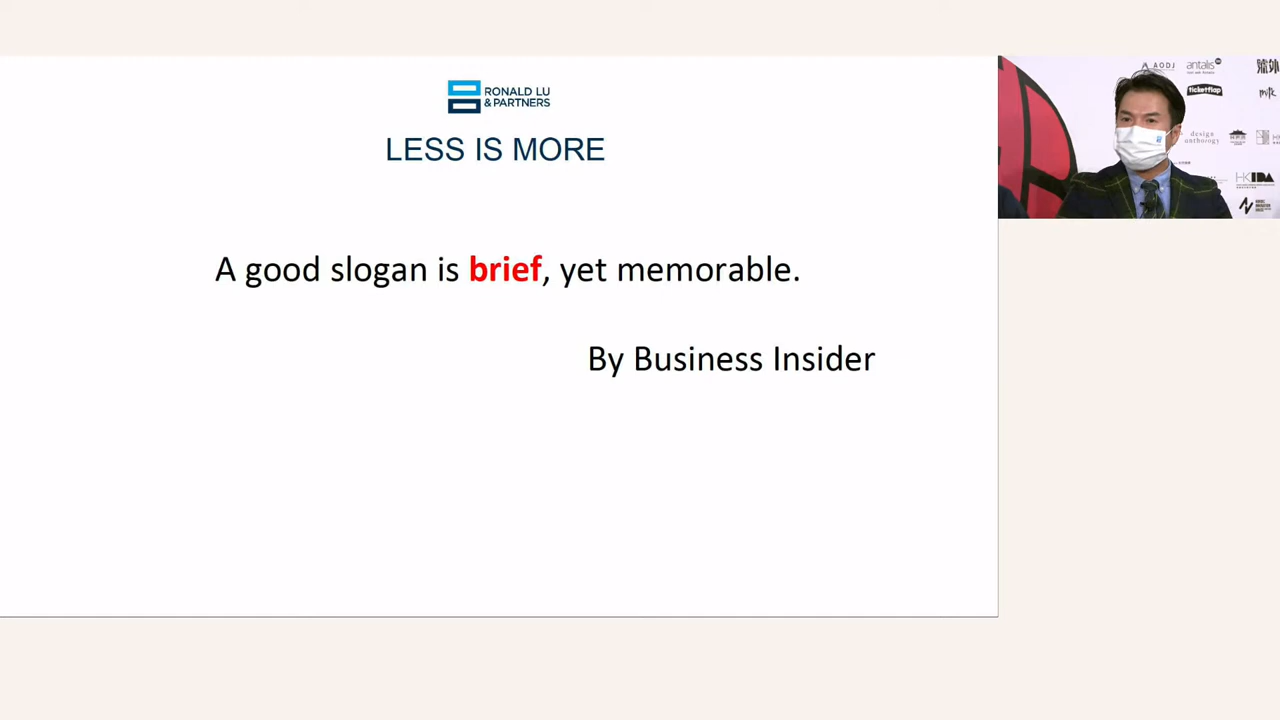 RONALD LU
& PARTNERS
LESS IS MORE
A good slogan is brief, yet memorable.
By Business Insider
AODJ
antalis
ticketflap
design
anthology
HKIDA